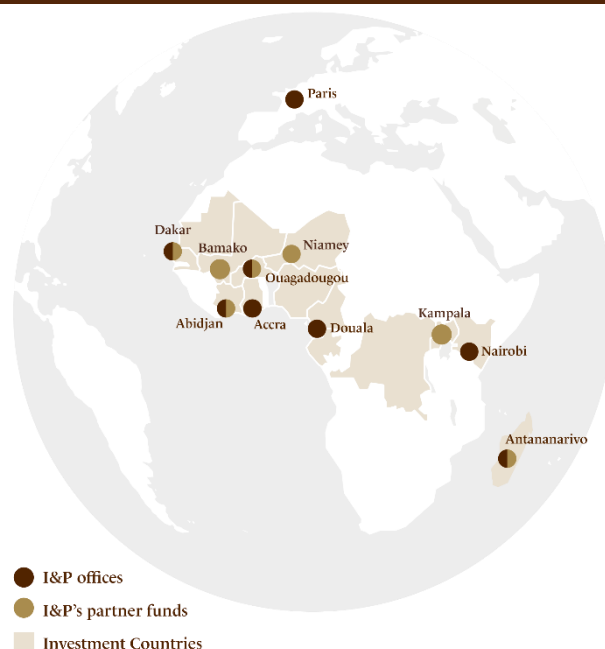 Paris
Dakar
Bamako
Niamey
Ouagadougou
Abidjan
Accra
Douala
Kampala
Nairobi
Antananarivo
I&P offices
I&P's partner funds
Investment Countries